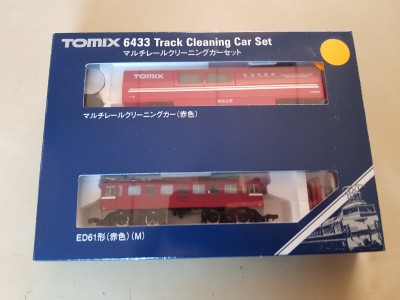 TOMIX 6433 Track Cleaning Car Set
マルチレールクリーニングカーセット
TOMIX
マルチレールクリーニングカー(赤色)
ED61形(赤色)(M)